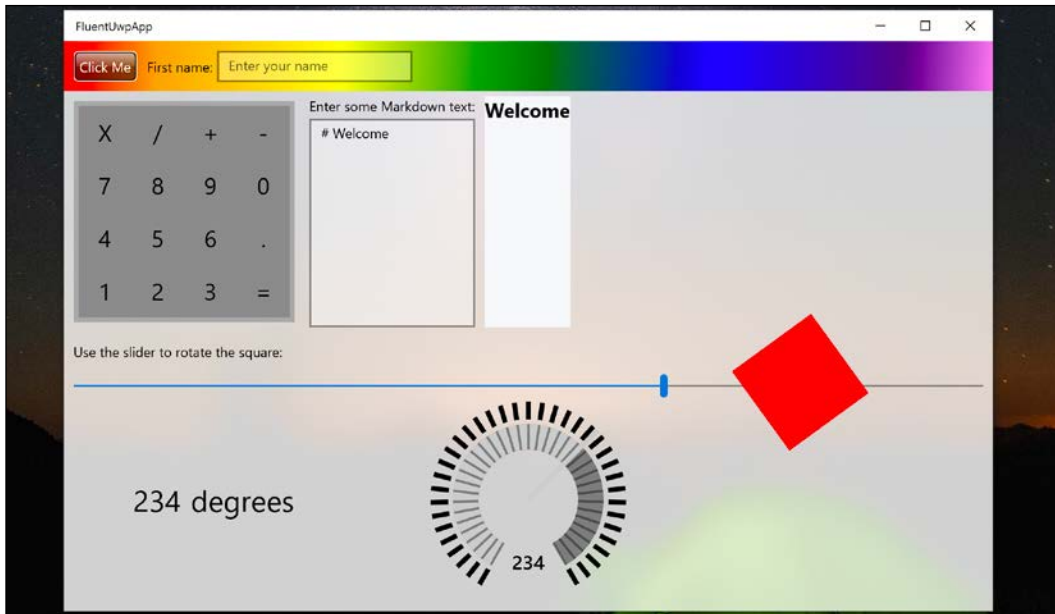 FluentUwpApp
Click Me First name: Enter your name
Enter some Markdown text:
X / + -
7 8 9 0
4 5 6 .
1 2 3 =
# Welcome
Welcome
Use the slider to rotate the square:
234 degrees
234